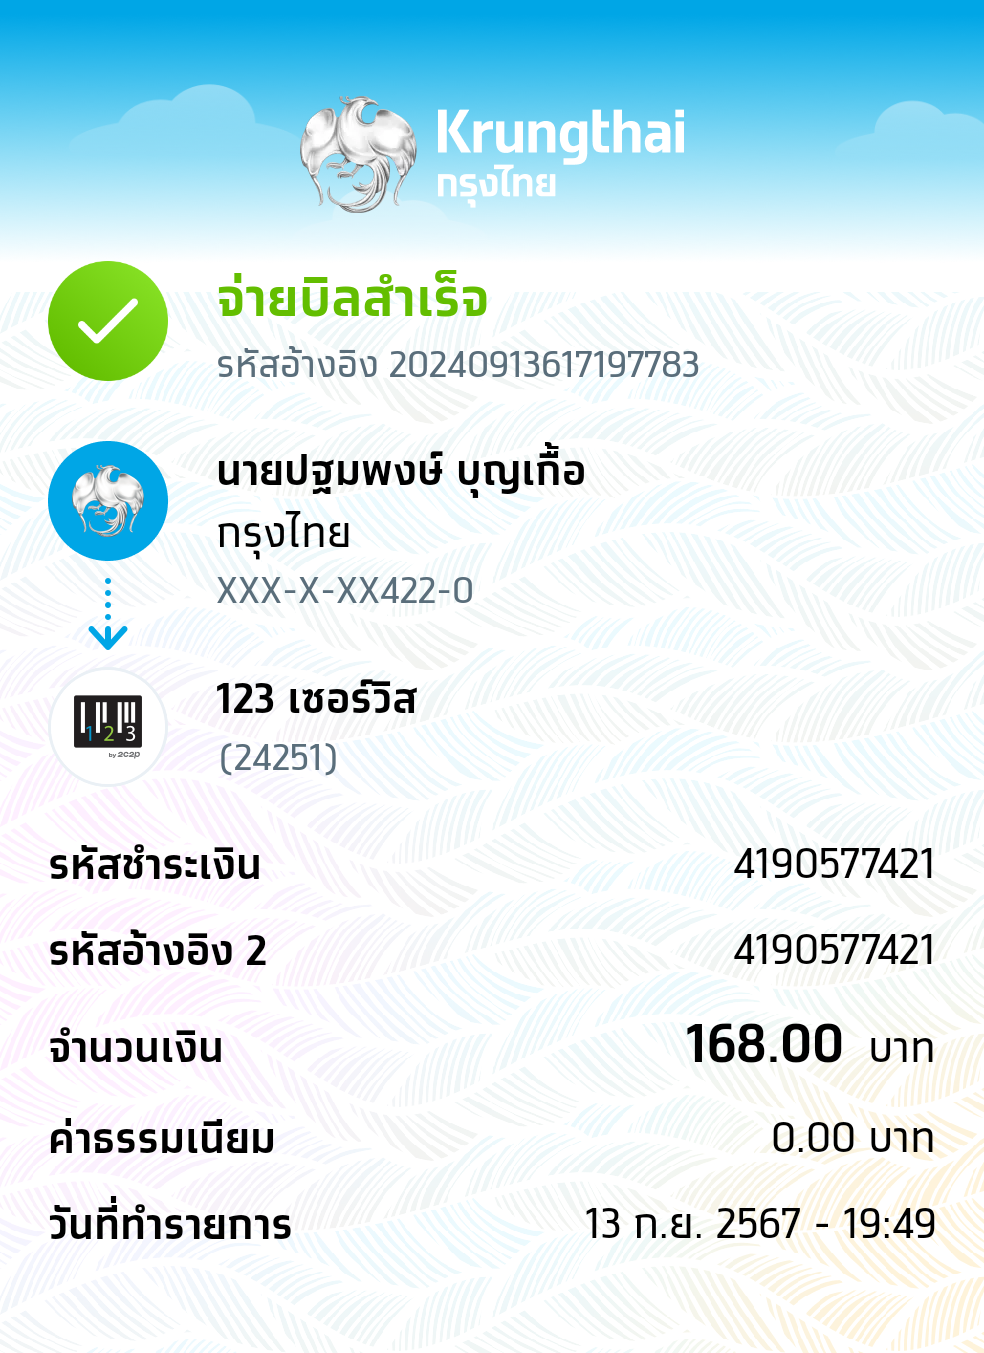 Krungthai
กรุงไทย
จ่ายบิลสำเร็จ
รหัสอ้างอิง 20240913617197783
นายปฐมพงษ์ บุญเกื้อ
กรุงไทย
XXX-X-XX422-0
123 เซอร์วิส
(24251)
1 2 3
by 2c2p
รหัสชำระเงิน 4190577421
รหัสอ้างอิง 2 4190577421
จำนวนเงิน 168.00 บาท
ค่าธรรมเนียม 0.00 บาท
วันที่ทำรายการ 13 ก.ย. 2567 - 19:49